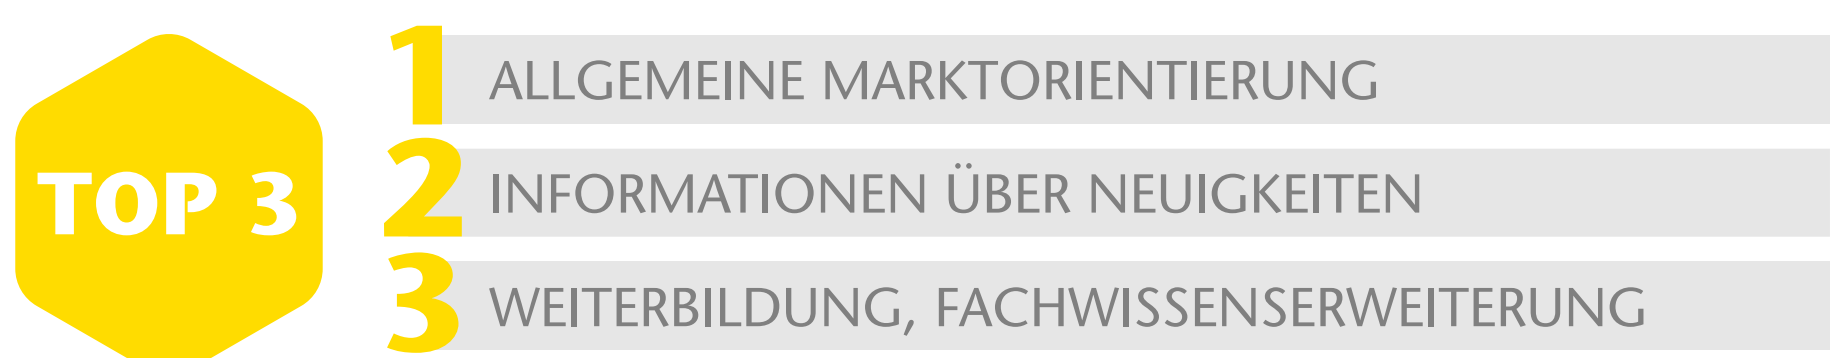 TOP 3
1 ALLGEMEINE MARKTORIENTIERUNG
2 INFORMATIONEN ÜBER NEUIGKEITEN
3 WEITERBILDUNG, FACHWISSENSERWEITERUNG